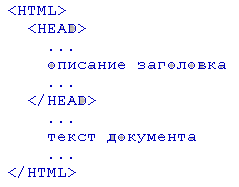 <HTML>
<HEAD>
...
описание заголовка
...
</HEAD>
...
текст документа
...
</HTML>